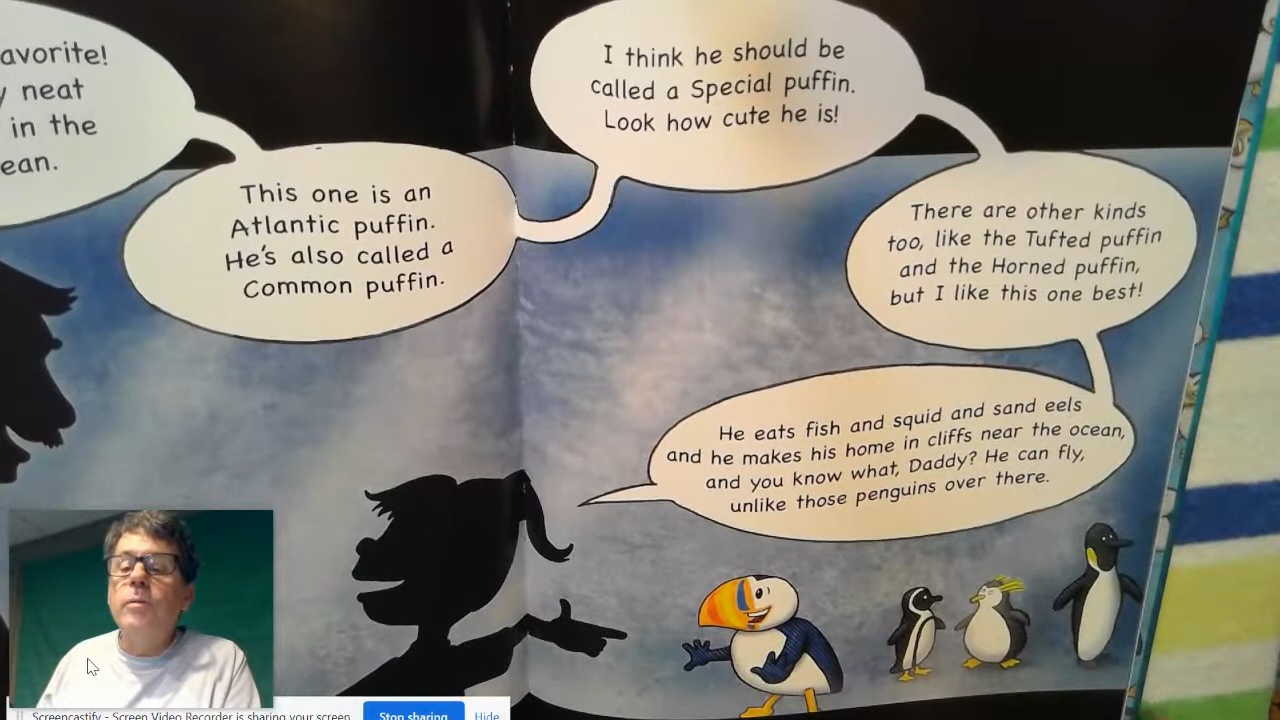 avorite!
neat
in the
ean.
This one is an
Atlantic puffin.
He's also called a
Common puffin.
I think he should be
called a Special puffin.
Look how cute he is!
There are other kinds
too, like the Tufted puffin
and the Horned puffin,
but I like this one best!
He eats fish and squid and sand eels
and he makes his home in cliffs near the ocean,
and you know what, Daddy? He can fly,
unlike those penguins over there.
Screencastify - Screen Video Recorder is sharing your screen.
Stop sharing
Hide